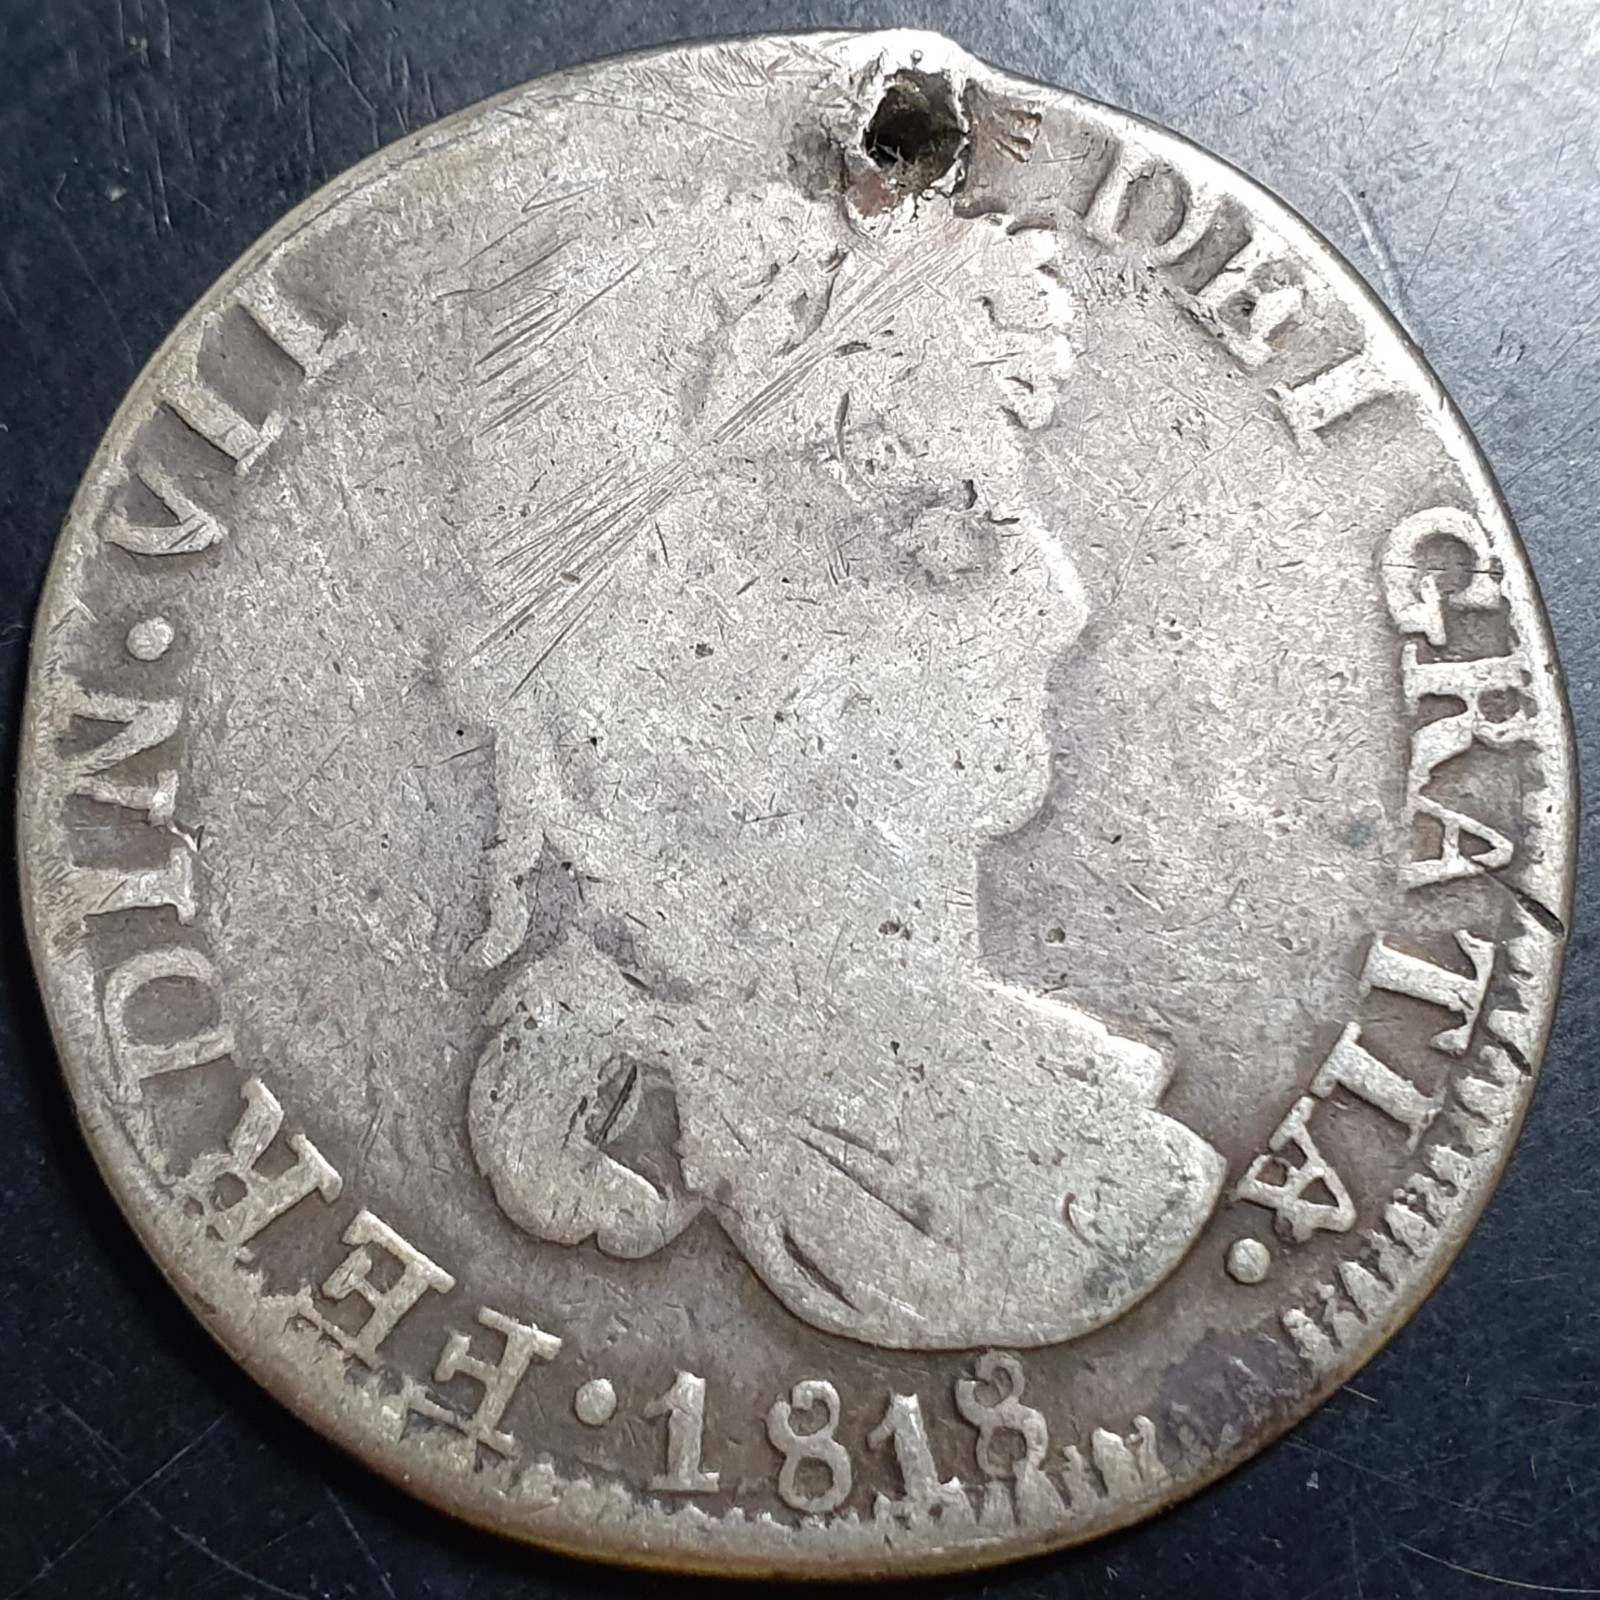 FERDIN·VII
DEI GRATIA·
·1818